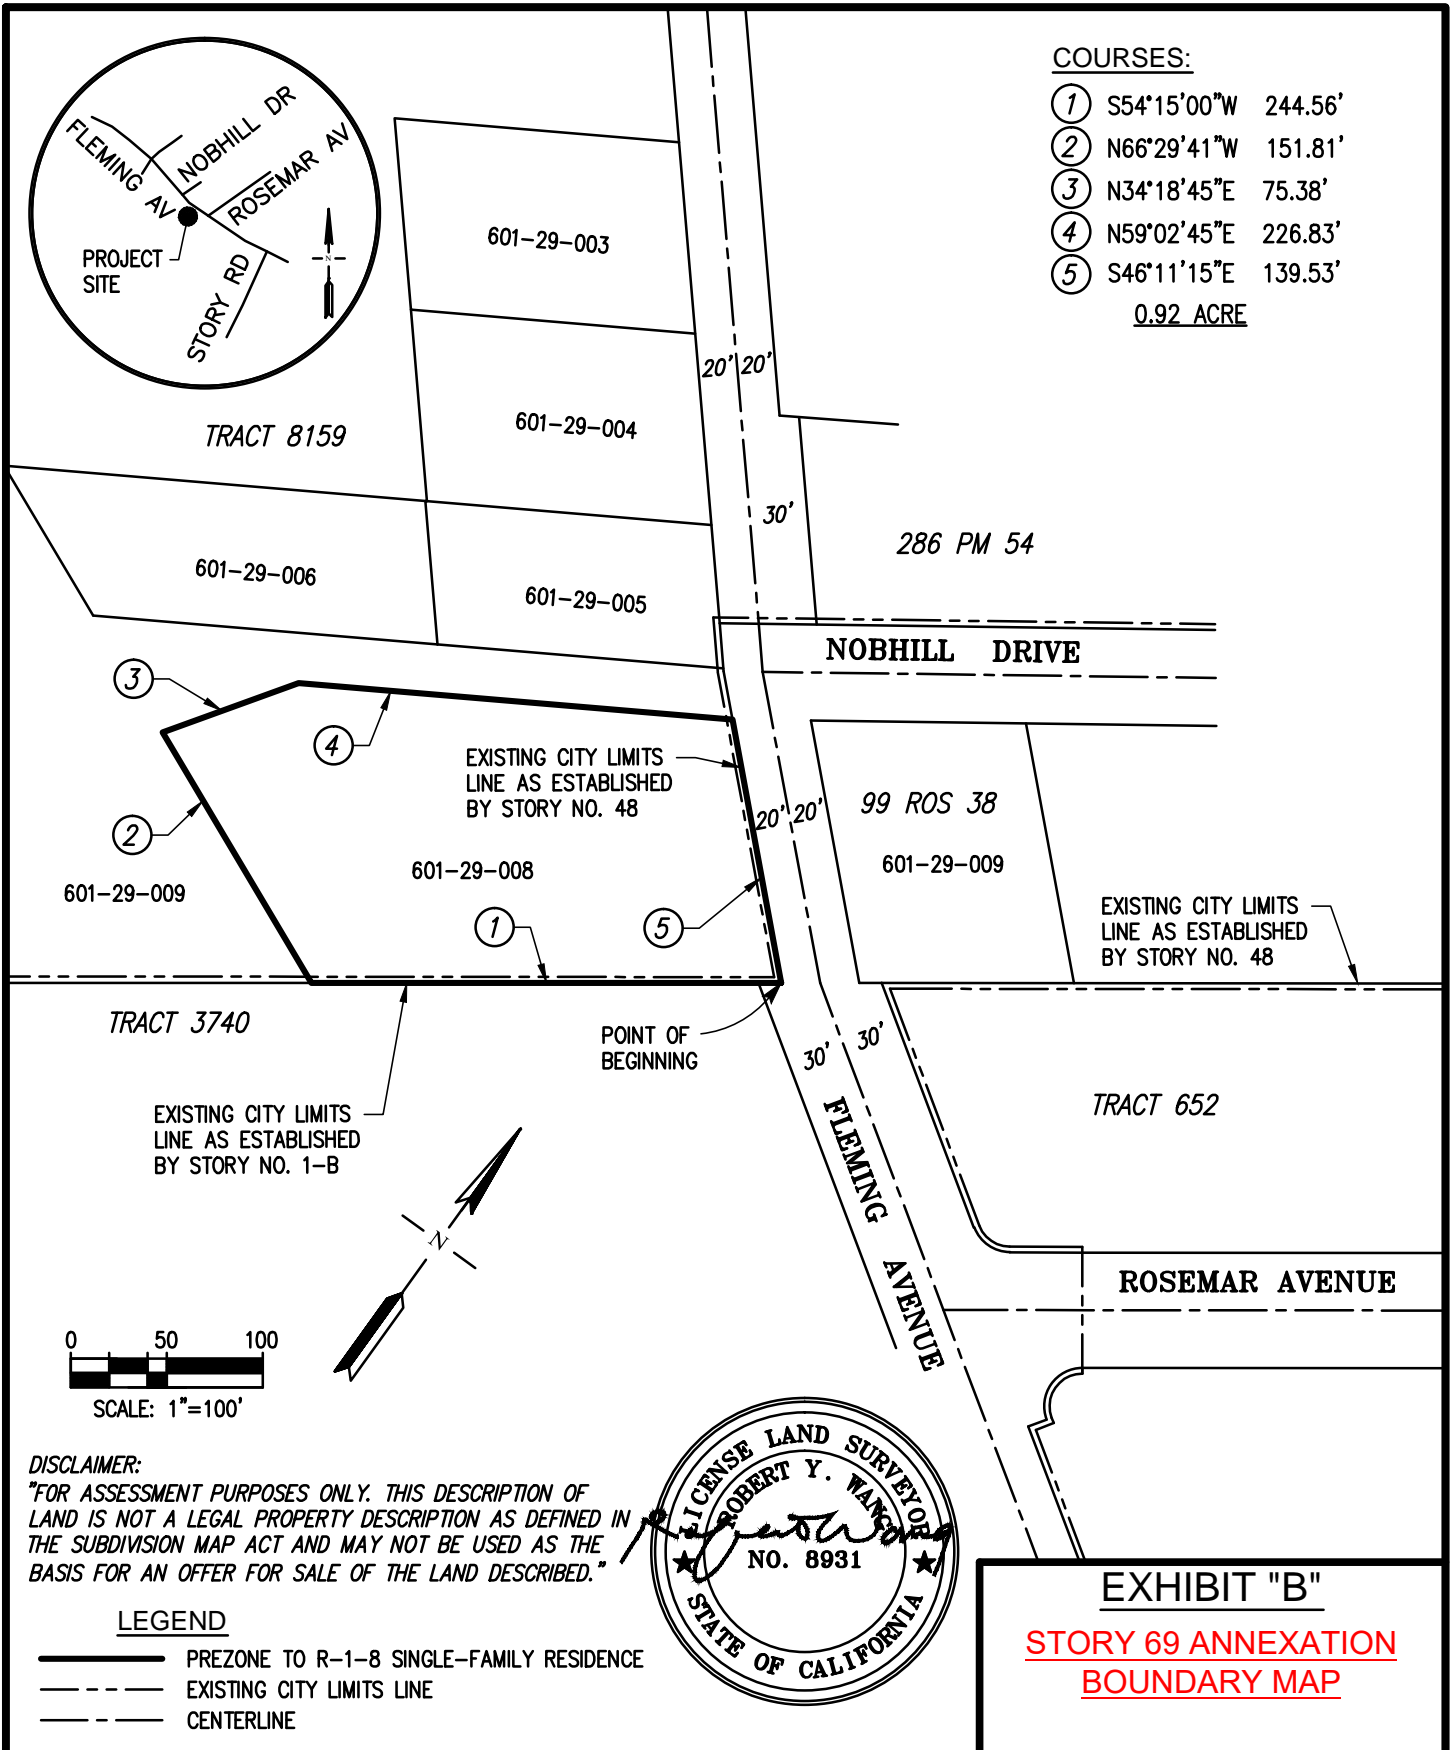 COURSES:
1 S54°15'00"W 244.56'
2 N66°29'41"W 151.81'
3 N34°18'45"E 75.38'
4 N59°02'45"E 226.83'
5 S46°11'15"E 139.53'
0.92 ACRE
FLEMING AV
NOBHILL DR
ROSEMAR AV
PROJECT
SITE
STORY RD
N
601-29-003
20' 20'
601-29-004
TRACT 8159
30'
286 PM 54
601-29-006
601-29-005
NOBHILL DRIVE
3
4
EXISTING CITY LIMITS
LINE AS ESTABLISHED
BY STORY NO. 48
20' 20'
99 ROS 38
2
601-29-009
601-29-008
601-29-009
1
5
EXISTING CITY LIMITS
LINE AS ESTABLISHED
BY STORY NO. 48
TRACT 3740
POINT OF
BEGINNING
30' 30'
FLEMING AVENUE
TRACT 652
EXISTING CITY LIMITS
LINE AS ESTABLISHED
BY STORY NO. 1-B
N
ROSEMAR AVENUE
0 50 100
SCALE: 1"=100'
DISCLAIMER:
"FOR ASSESSMENT PURPOSES ONLY. THIS DESCRIPTION OF
LAND IS NOT A LEGAL PROPERTY DESCRIPTION AS DEFINED IN
THE SUBDIVISION MAP ACT AND MAY NOT BE USED AS THE
BASIS FOR AN OFFER FOR SALE OF THE LAND DESCRIBED."
LICENSE LAND SURVEYOR
ROBERT Y. WANG
NO. 8931
STATE OF CALIFORNIA
LEGEND
PREZONE TO R-1-8 SINGLE-FAMILY RESIDENCE
EXISTING CITY LIMITS LINE
CENTERLINE
EXHIBIT "B"
STORY 69 ANNEXATION
BOUNDARY MAP